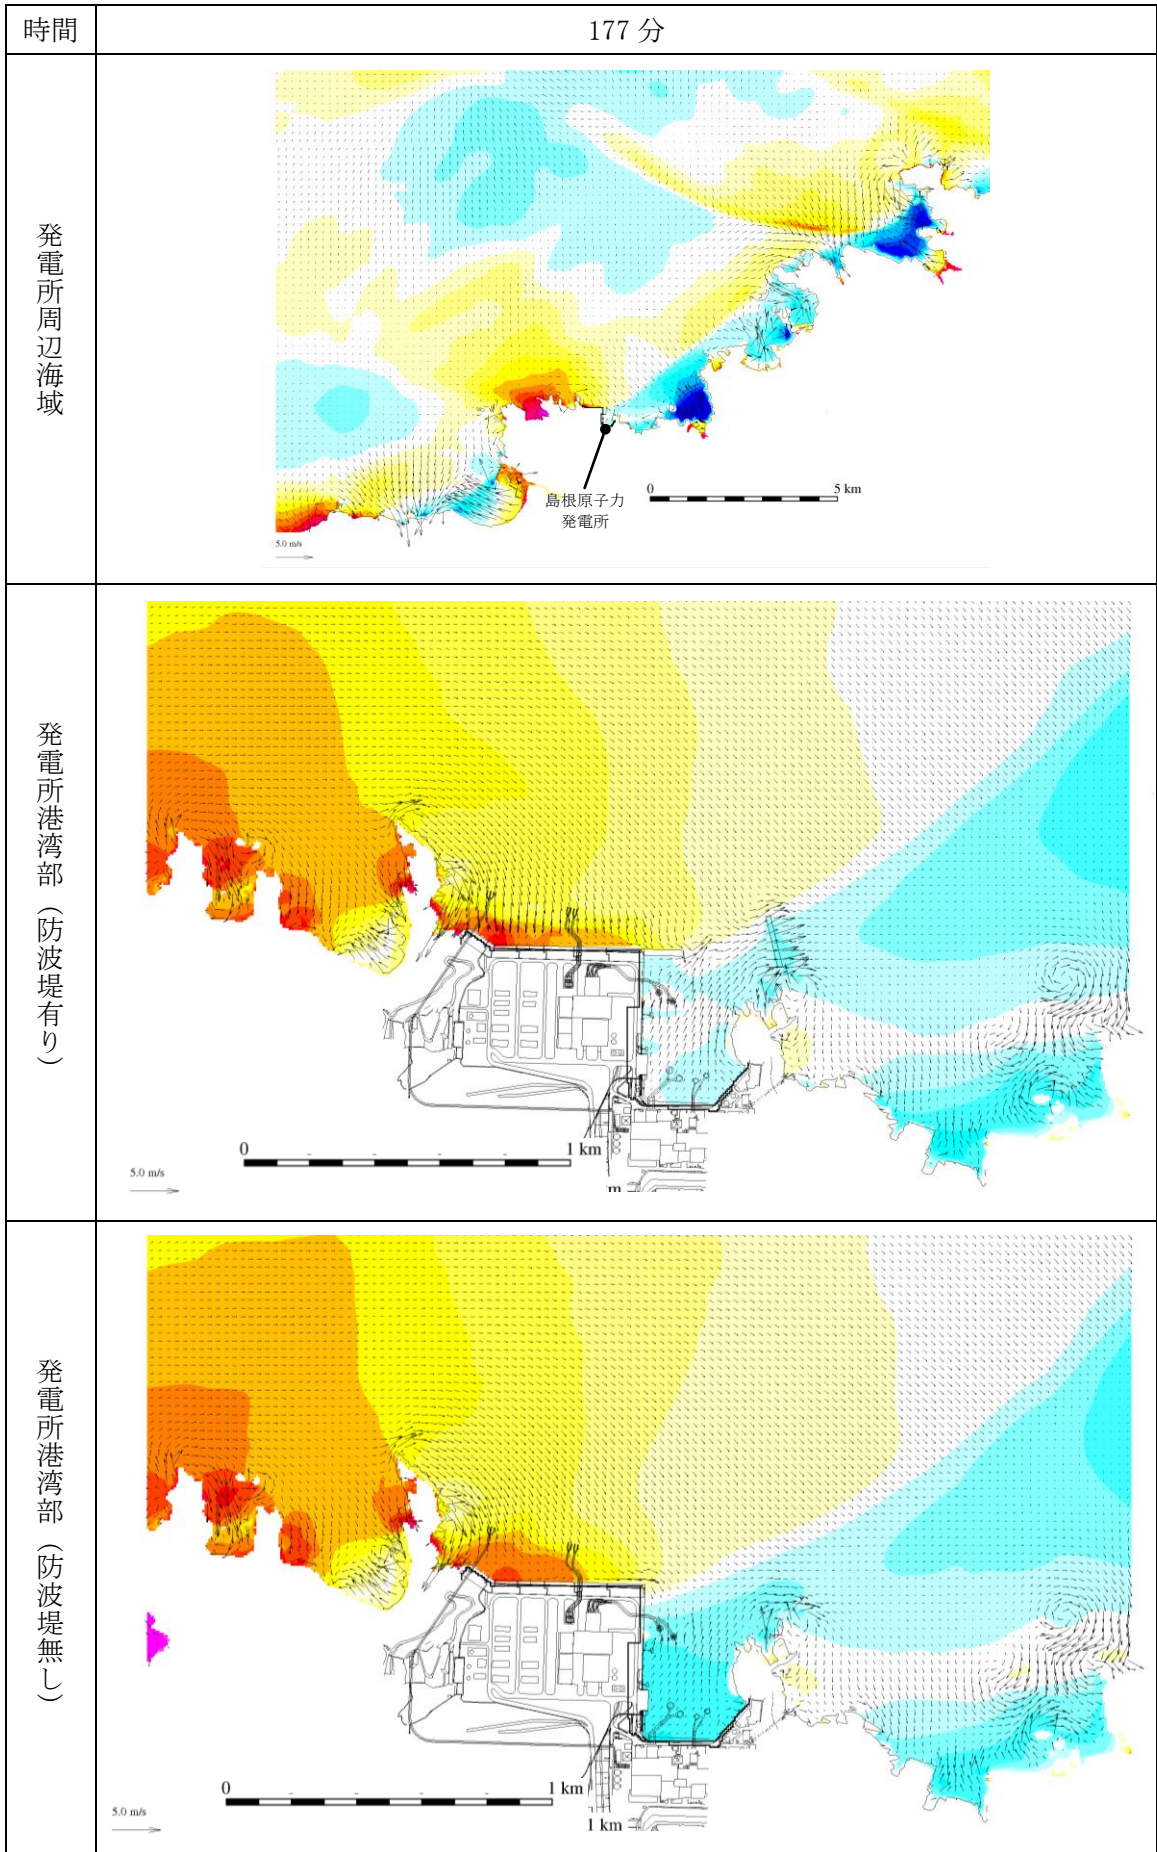 時間
177 分
発電所周辺海域
島根原子力
発電所
0
5 km
5.0 m/s
発電所港湾部（防波堤有り）
0
1 km
5.0 m/s
m
発電所港湾部（防波堤無し）
0
1 km
5.0 m/s
1 km